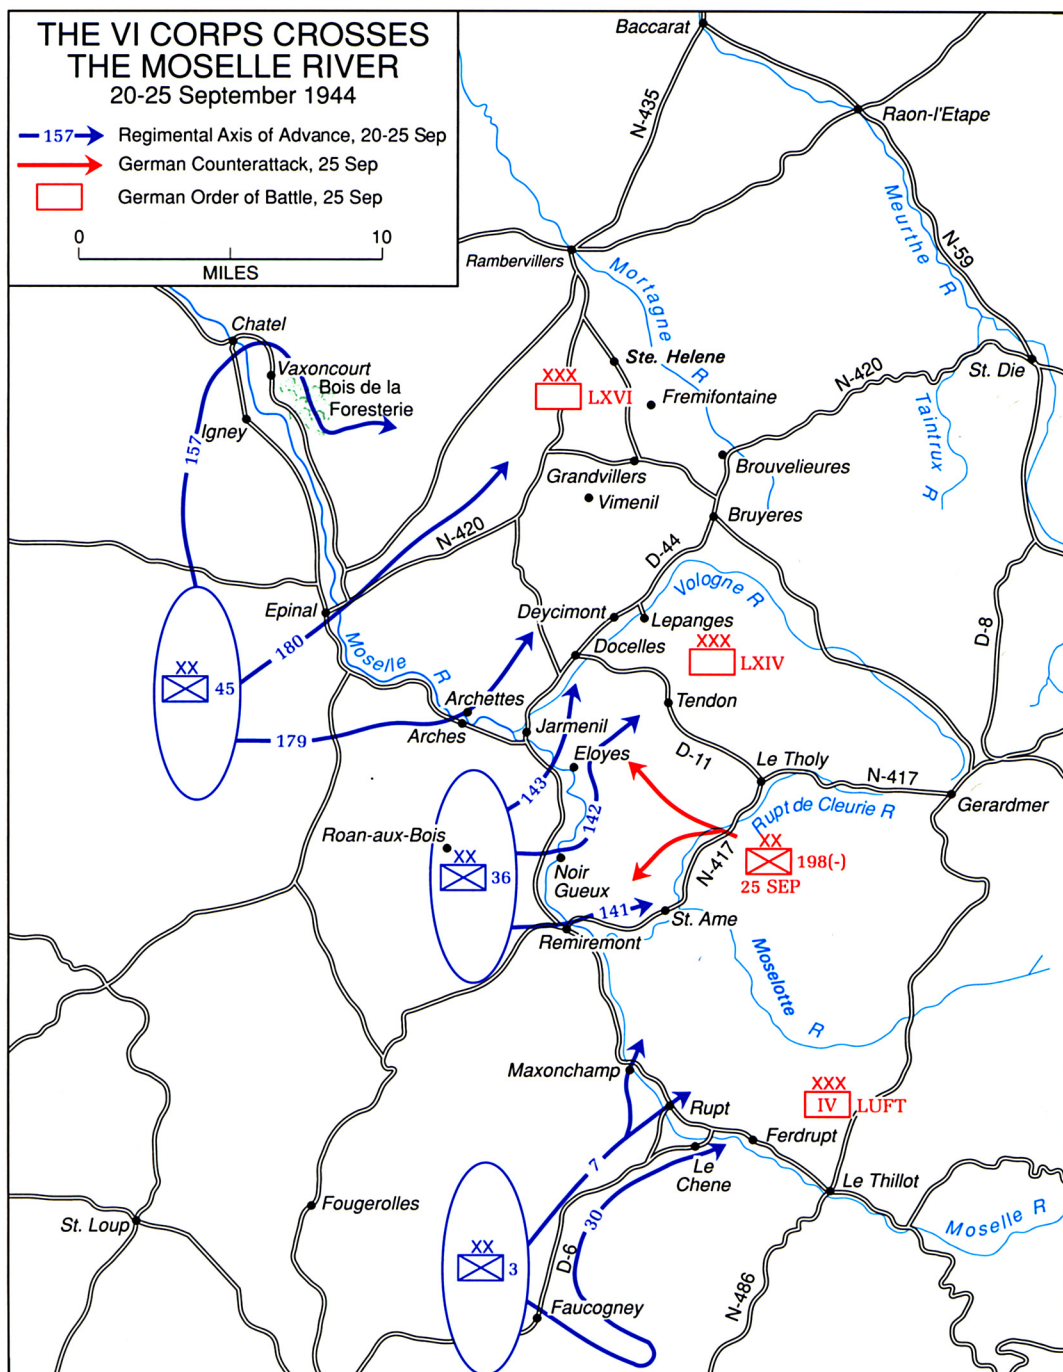 THE VI CORPS CROSSES
THE MOSELLE RIVER
20-25 September 1944
157 Regimental Axis of Advance, 20-25 Sep
German Counterattack, 25 Sep
German Order of Battle, 25 Sep
0 10
MILES
Baccarat
Raon-l'Etape
N-435
Meurthe R
N-59
Rambervillers
Mortagne R
Chatel
Vaxoncourt
Bois de la
Foresterie
Igney
157
Ste. Helene
XXX
LXVI
Fremifontaine
N-420
St. Die
Taintrux R
Grandvillers
Brouvelieures
Vimenil
Bruyeres
N-420
D-44
Vologne R
Epinal
Deycimont
Lepanges
D-8
180
Moselle R
Docelles
XXX
LXIV
XX
45
Archettes
Tendon
179
Arches
Jarmenil
D-11
Eloyes
Le Tholy
N-417
Gerardmer
143
142
Rupt de Cleurie R
Roan-aux-Bois
XX
36
Noir
Gueux
N-417
XX
198(-)
25 SEP
141
St. Ame
Remiremont
Moselotte R
Maxonchamp
XXX
IV LUFT
Rupt
Ferdrupt
7
Le
Chene
Le Thillot
Fougerolles
30
St. Loup
Moselle R
XX
3
D-6
N-486
Faucogney